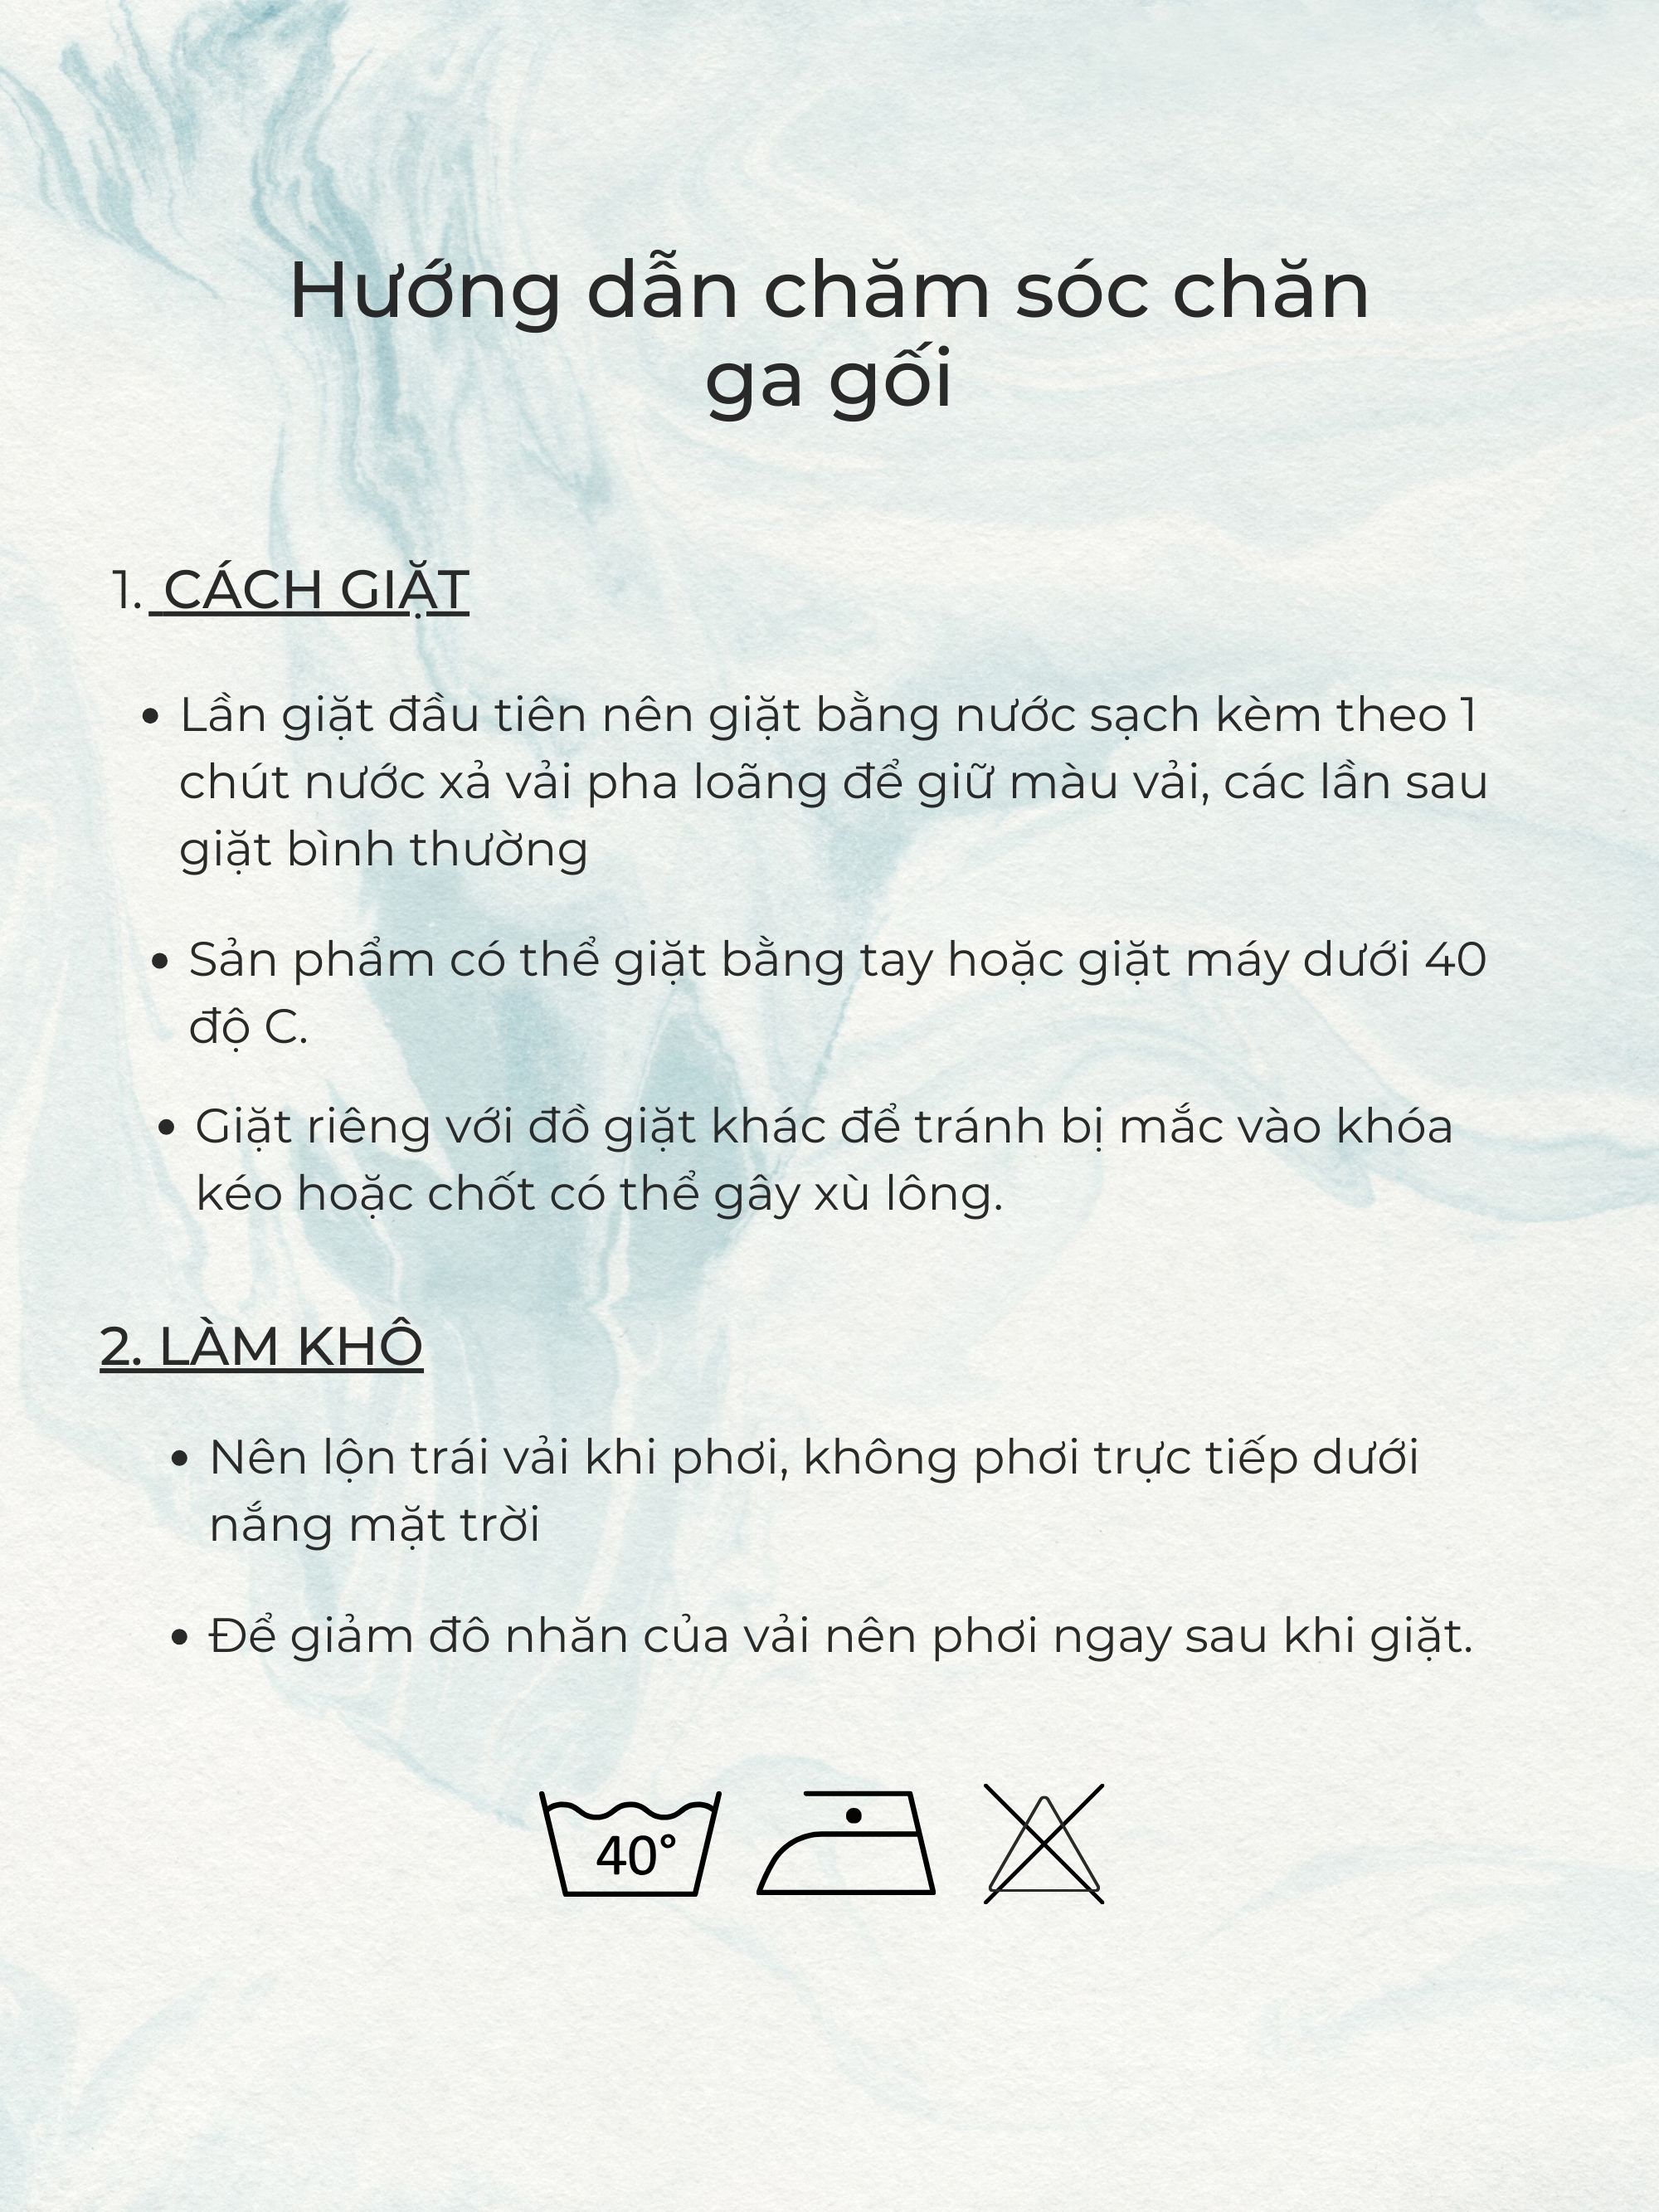 Hướng dẫn chăm sóc chăn
ga gối
1. CÁCH GIẶT
• Lần giặt đầu tiên nên giặt bằng nước sạch kèm theo 1
chút nước xả vải pha loãng để giữ màu vải, các lần sau
giặt bình thường
• Sản phẩm có thể giặt bằng tay hoặc giặt máy dưới 40
độ C.
• Giặt riêng với đồ giặt khác để tránh bị mắc vào khóa
kéo hoặc chốt có thể gây xù lông.
2. LÀM KHÔ
• Nên lộn trái vải khi phơi, không phơi trực tiếp dưới
nắng mặt trời
• Để giảm đô nhăn của vải nên phơi ngay sau khi giặt.
40°